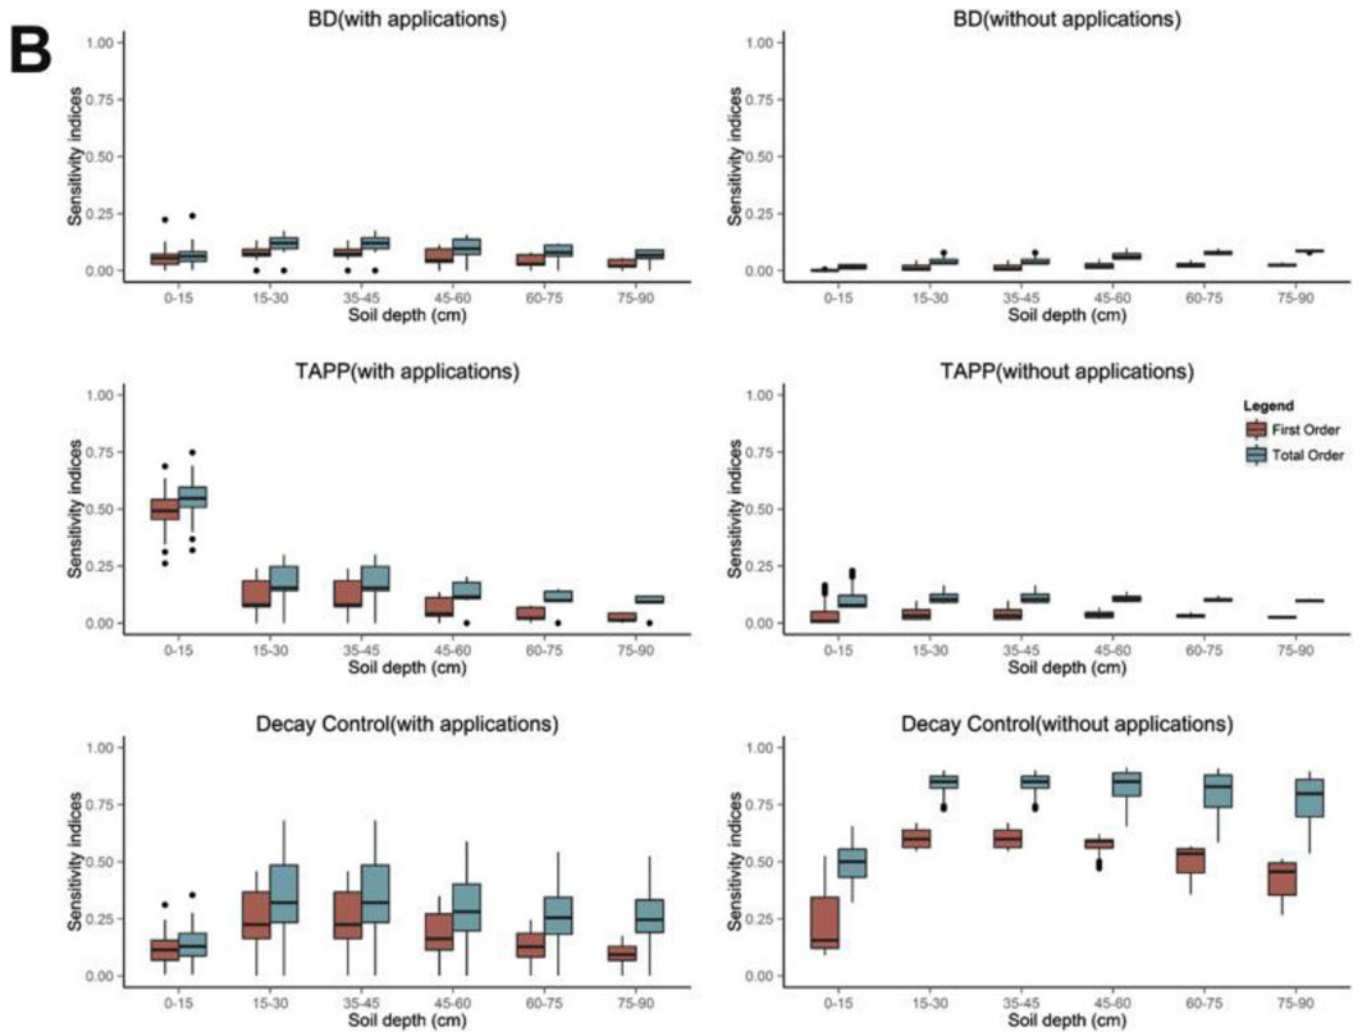 B
BD(with applications)
Sensitivity indices
1.00
0.75
0.50
0.25
0.00
0-15 15-30 35-45 45-60 60-75 75-90
Soil depth (cm)
BD(without applications)
Sensitivity indices
1.00
0.75
0.50
0.25
0.00
0-15 15-30 35-45 45-60 60-75 75-90
Soil depth (cm)
TAPP(with applications)
Sensitivity indices
1.00
0.75
0.50
0.25
0.00
0-15 15-30 35-45 45-60 60-75 75-90
Soil depth (cm)
TAPP(without applications)
Sensitivity indices
1.00
0.75
0.50
0.25
0.00
0-15 15-30 35-45 45-60 60-75 75-90
Soil depth (cm)
Legend
First Order
Total Order
Decay Control(with applications)
Sensitivity indices
1.00
0.75
0.50
0.25
0.00
0-15 15-30 35-45 45-60 60-75 75-90
Soil depth (cm)
Decay Control(without applications)
Sensitivity indices
1.00
0.75
0.50
0.25
0.00
0-15 15-30 35-45 45-60 60-75 75-90
Soil depth (cm)